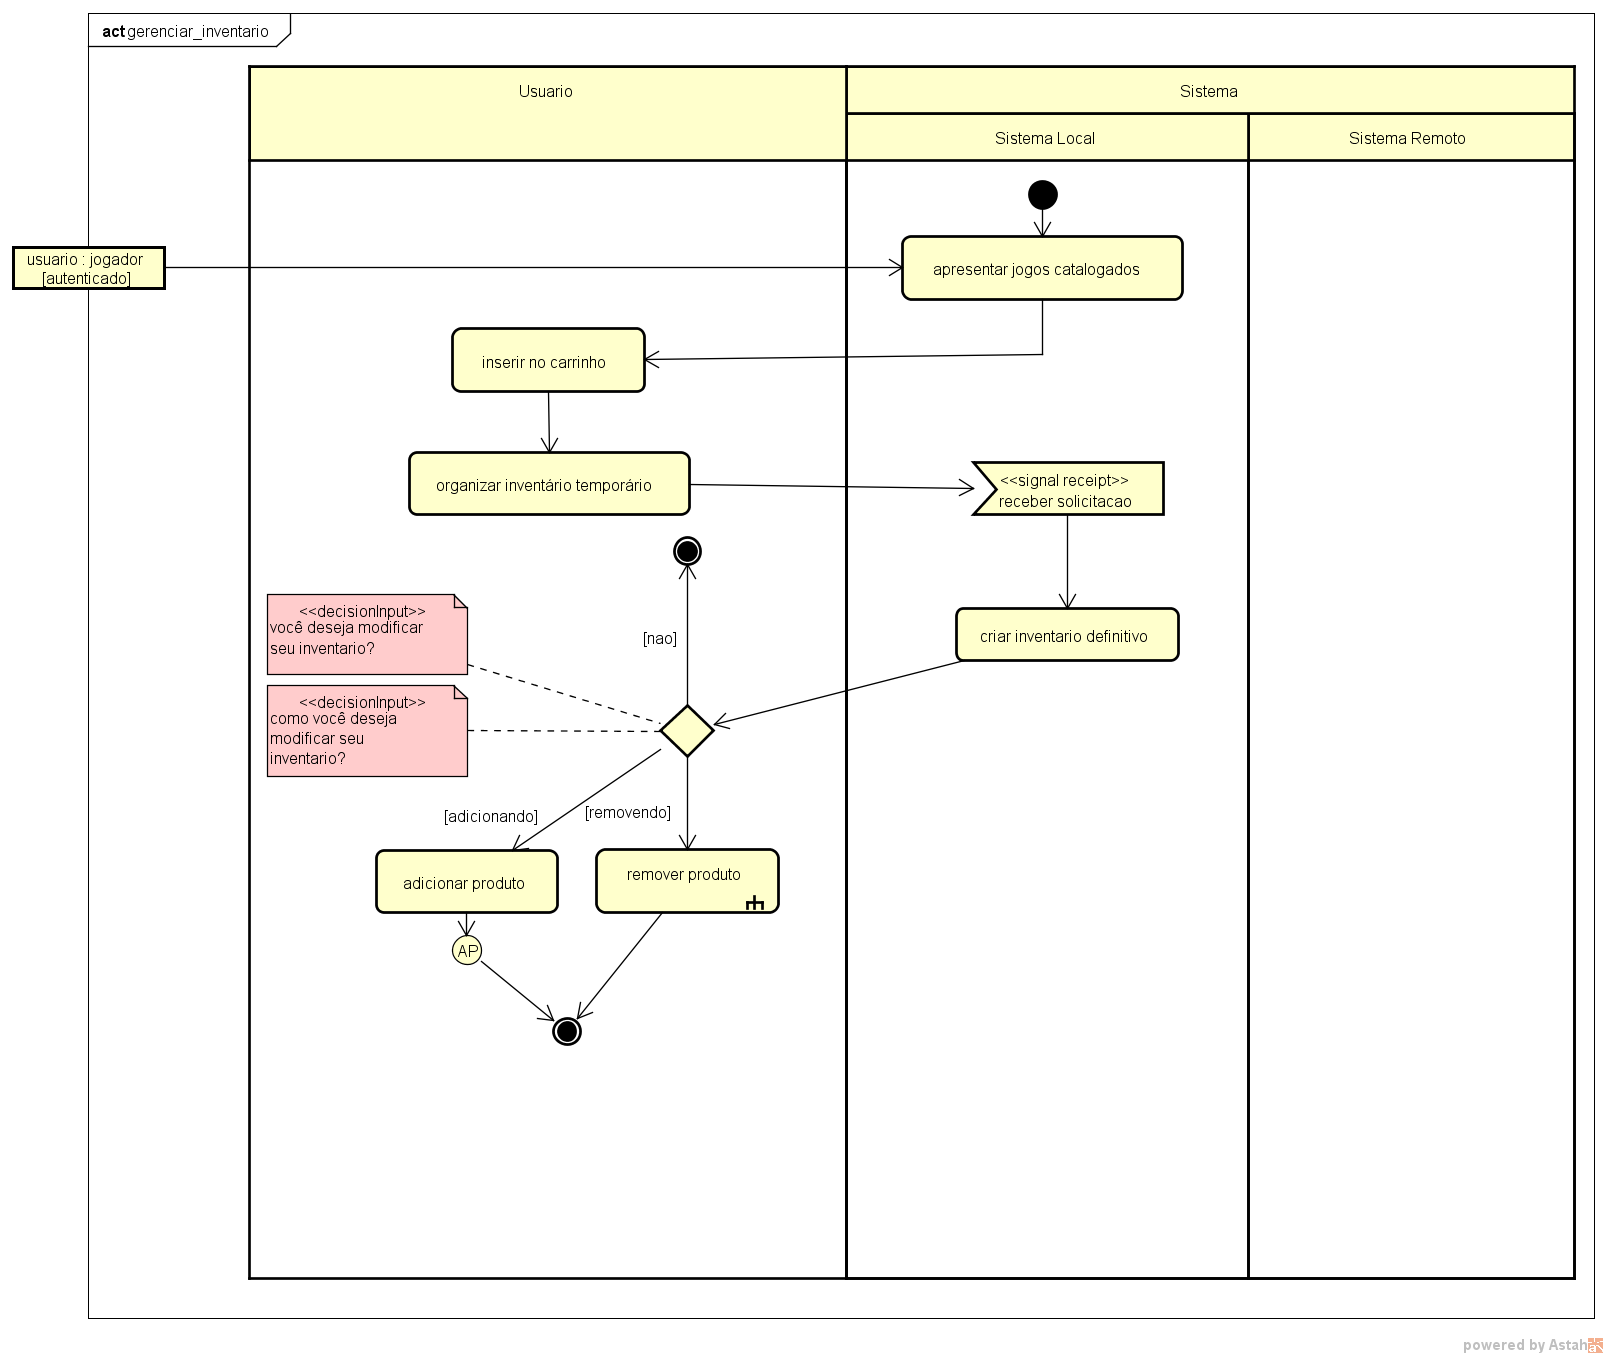 act gerenciar_inventario
Usuario
Sistema
Sistema Local
Sistema Remoto
usuario : jogador
[autenticado]
apresentar jogos catalogados
inserir no carrinho
organizar inventário temporário
<<signal receipt>>
receber solicitacao
<<decisionInput>>
você deseja modificar
seu inventario?
[nao]
criar inventario definitivo
<<decisionInput>>
como você deseja
modificar seu
inventario?
[adicionando]
[removendo]
adicionar produto
remover produto
AP
powered by Astah